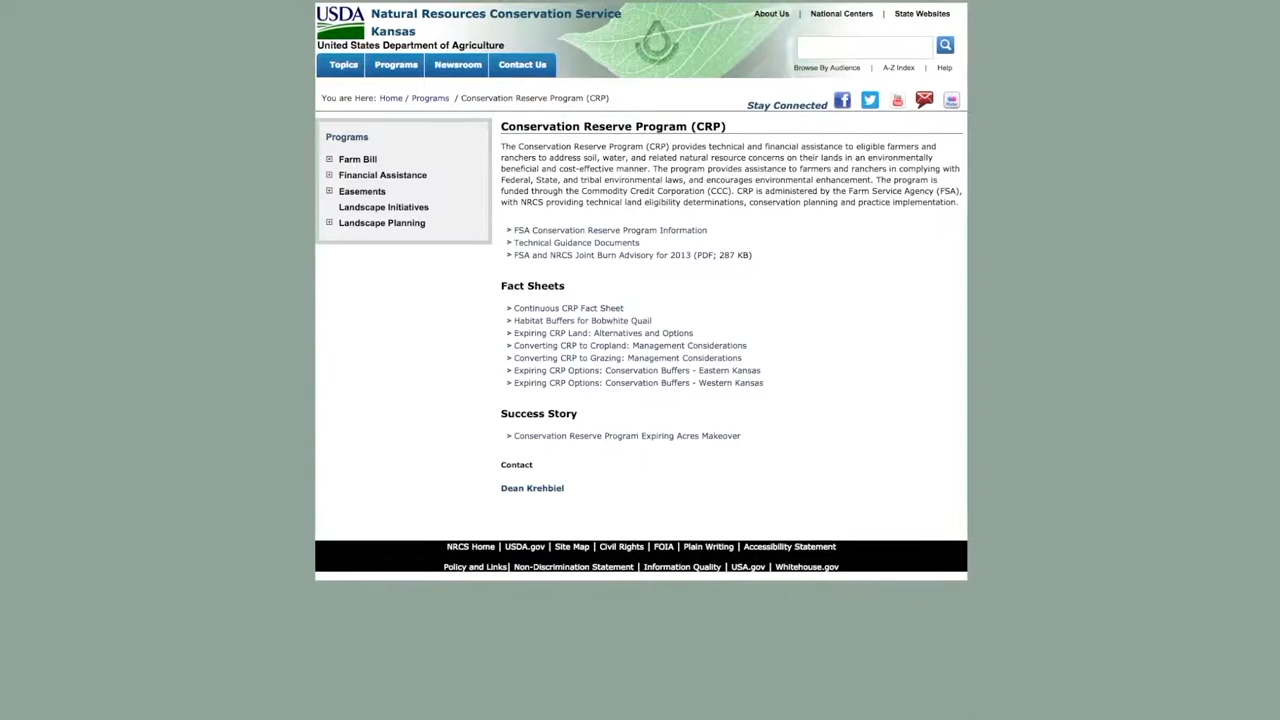 USDA Natural Resources Conservation Service
Kansas
United States Department of Agriculture
About Us | National Centers | State Websites
Browse By Audience | A-Z Index | Help
Topics Programs Newsroom Contact Us
You are Here: Home / Programs / Conservation Reserve Program (CRP)
Stay Connected
Programs
Farm Bill
Financial Assistance
Easements
Landscape Initiatives
Landscape Planning
Conservation Reserve Program (CRP)
The Conservation Reserve Program (CRP) provides technical and financial assistance to eligible farmers and
ranchers to address soil, water, and related natural resource concerns on their lands in an environmentally
beneficial and cost-effective manner. The program provides assistance to farmers and ranchers in complying with
Federal, State, and tribal environmental laws, and encourages environmental enhancement. The program is
funded through the Commodity Credit Corporation (CCC). CRP is administered by the Farm Service Agency (FSA),
with NRCS providing technical land eligibility determinations, conservation planning and practice implementation.
> FSA Conservation Reserve Program Information
> Technical Guidance Documents
> FSA and NRCS Joint Burn Advisory for 2013 (PDF; 287 KB)
Fact Sheets
> Continuous CRP Fact Sheet
> Habitat Buffers for Bobwhite Quail
> Expiring CRP Land: Alternatives and Options
> Converting CRP to Cropland: Management Considerations
> Converting CRP to Grazing: Management Considerations
> Expiring CRP Options: Conservation Buffers - Eastern Kansas
> Expiring CRP Options: Conservation Buffers - Western Kansas
Success Story
> Conservation Reserve Program Expiring Acres Makeover
Contact
Dean Krehbiel
NRCS Home | USDA.gov | Site Map | Civil Rights | FOIA | Plain Writing | Accessibility Statement
Policy and Links| Non-Discrimination Statement | Information Quality | USA.gov | Whitehouse.gov